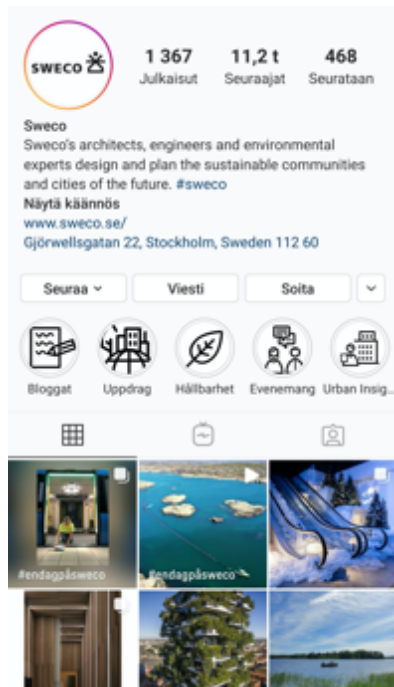 SWECO
1 367 11,2 t 468
Julkaisut Seuraajat Seurataan
Sweco
Sweco's architects, engineers and environmental
experts design and plan the sustainable communities
and cities of the future. #sweco
Näytä käännös
www.sweco.se/
Gjörwellsgatan 22, Stockholm, Sweden 112 60
Seuraa Viesti Soita
Bloggat Uppdrag Hållbarhet Evenemang Urban Insig...
#endagpåsweco #endagpåsweco